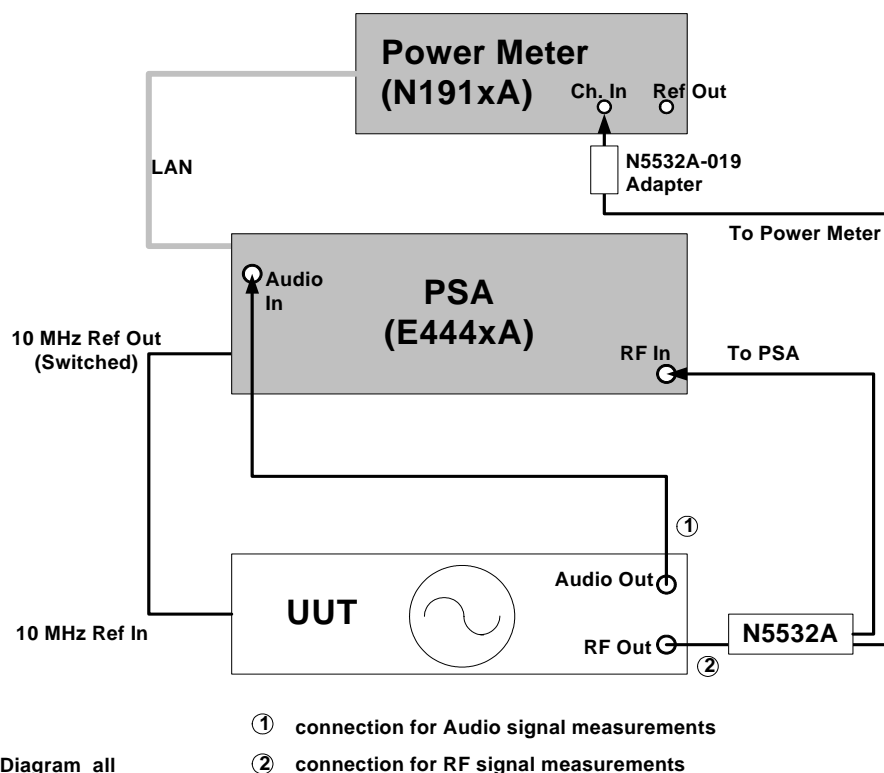 Power Meter
(N191xA)
Ch. In
Ref Out
LAN
N5532A-019
Adapter
To Power Meter
Audio
In
PSA
(E444xA)
10 MHz Ref Out
(Switched)
RF In
To PSA
1
UUT
Audio Out
10 MHz Ref In
RF Out
N5532A
2
1 connection for Audio signal measurements
Diagram all
2 connection for RF signal measurements